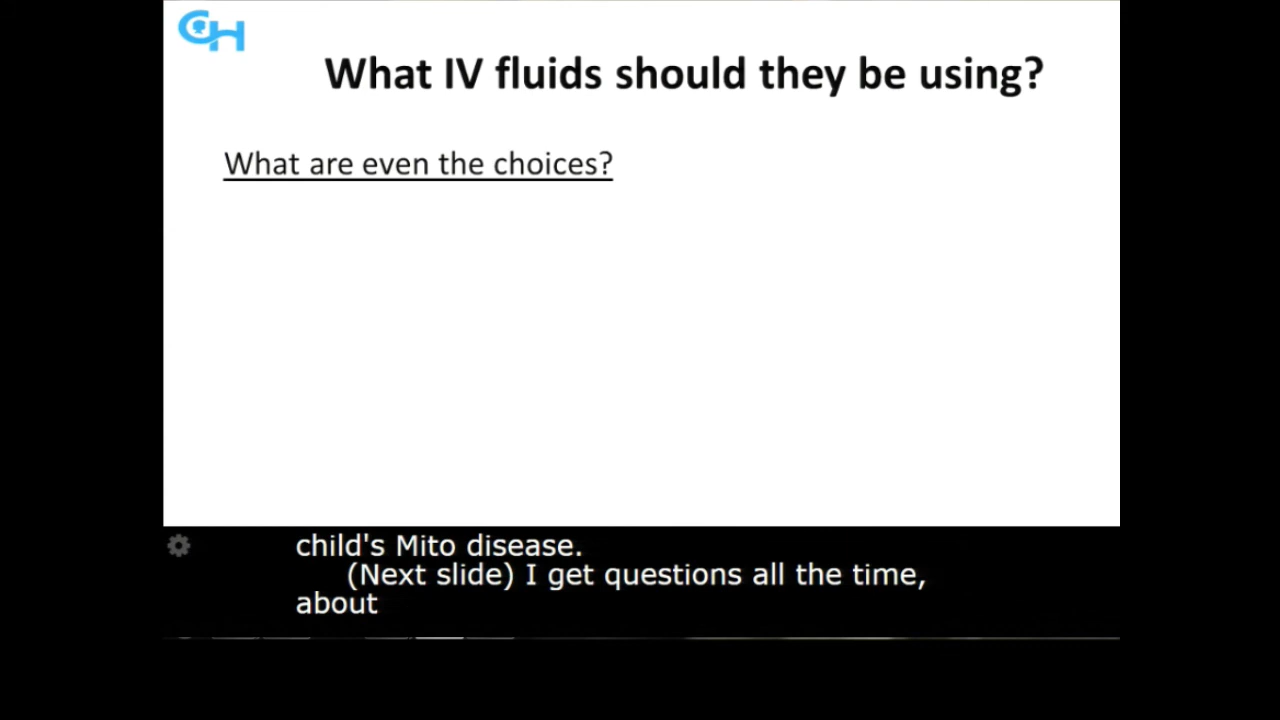 CH
What IV fluids should they be using?
What are even the choices?
child's Mito disease.
(Next slide) I get questions all the time,
about